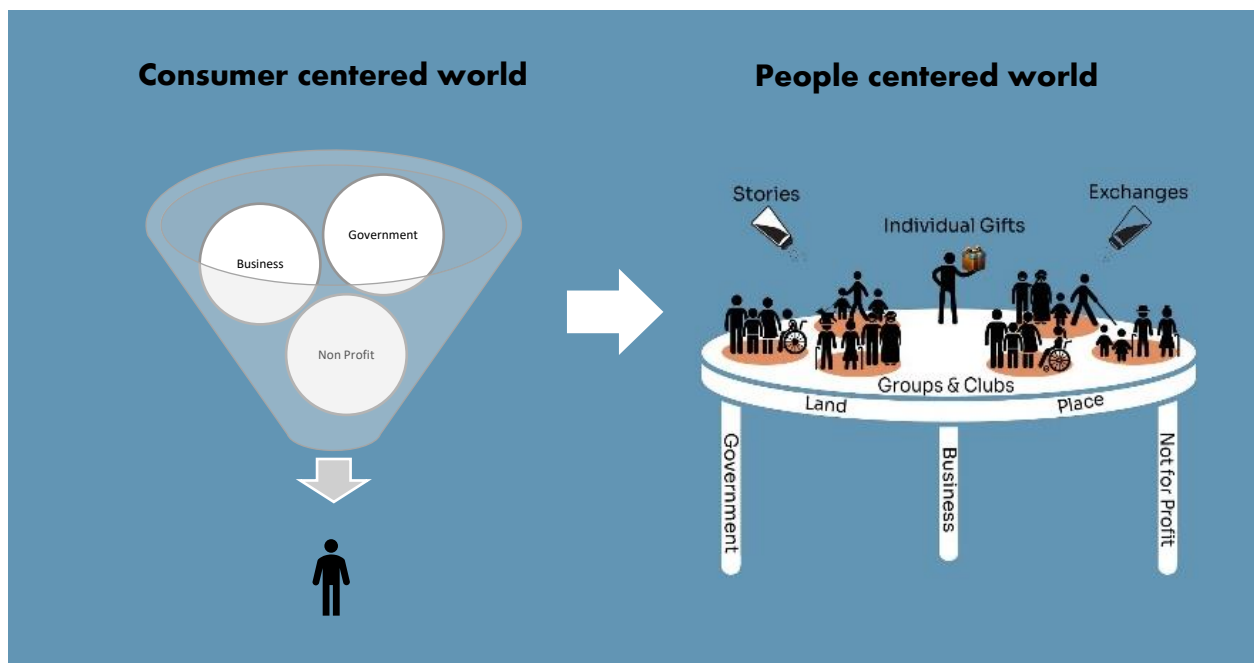 Consumer centered world
People centered world
Government
Business
Non Profit
Stories
Exchanges
Individual Gifts
Groups & Clubs
Land
Place
Government
Business
Not for Profit